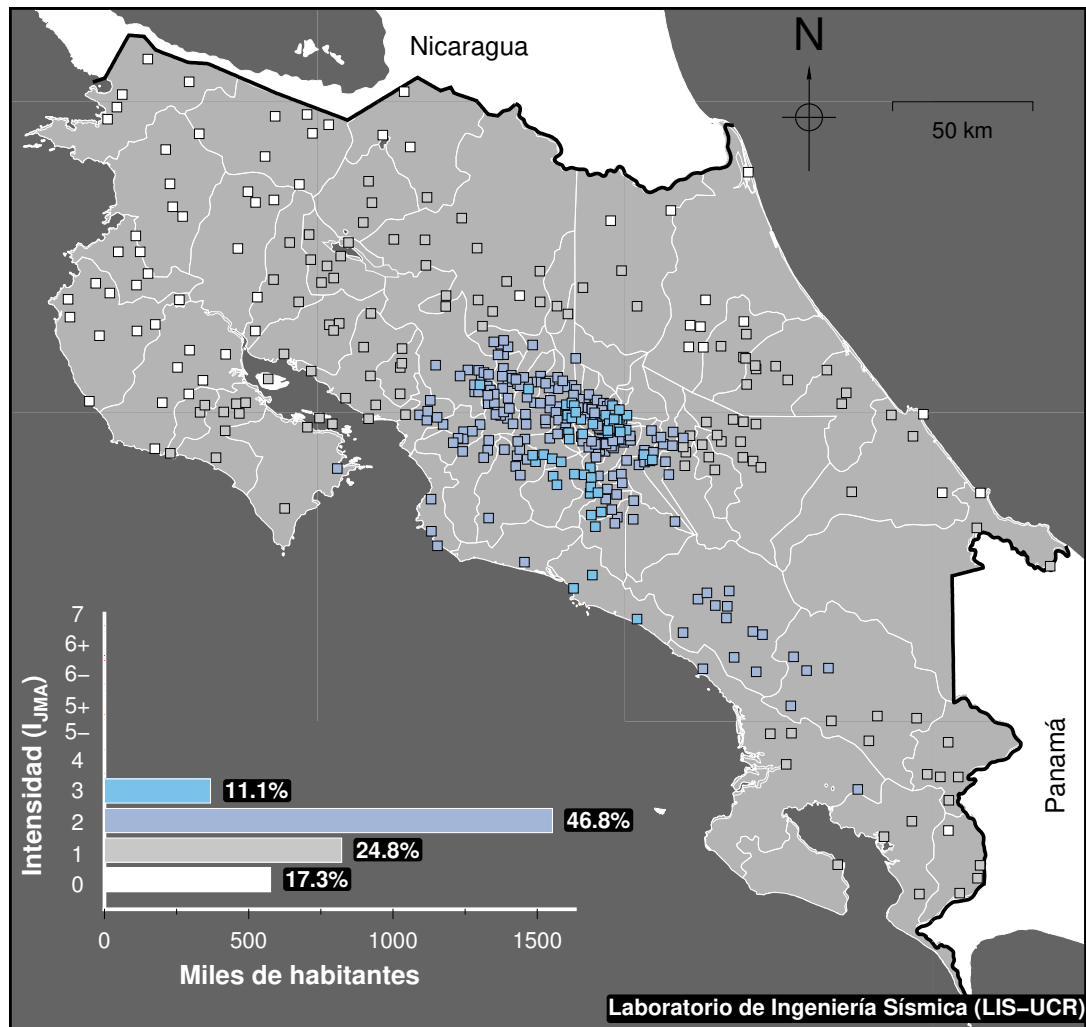 Nicaragua
N
50 km
Panamá
Intensidad (I_JMA)
7
6+
6−
5+
5−
4
3
2
1
0
11.1%
46.8%
24.8%
17.3%
0
500
1000
1500
Miles de habitantes
Laboratorio de Ingeniería Sísmica (LIS−UCR)